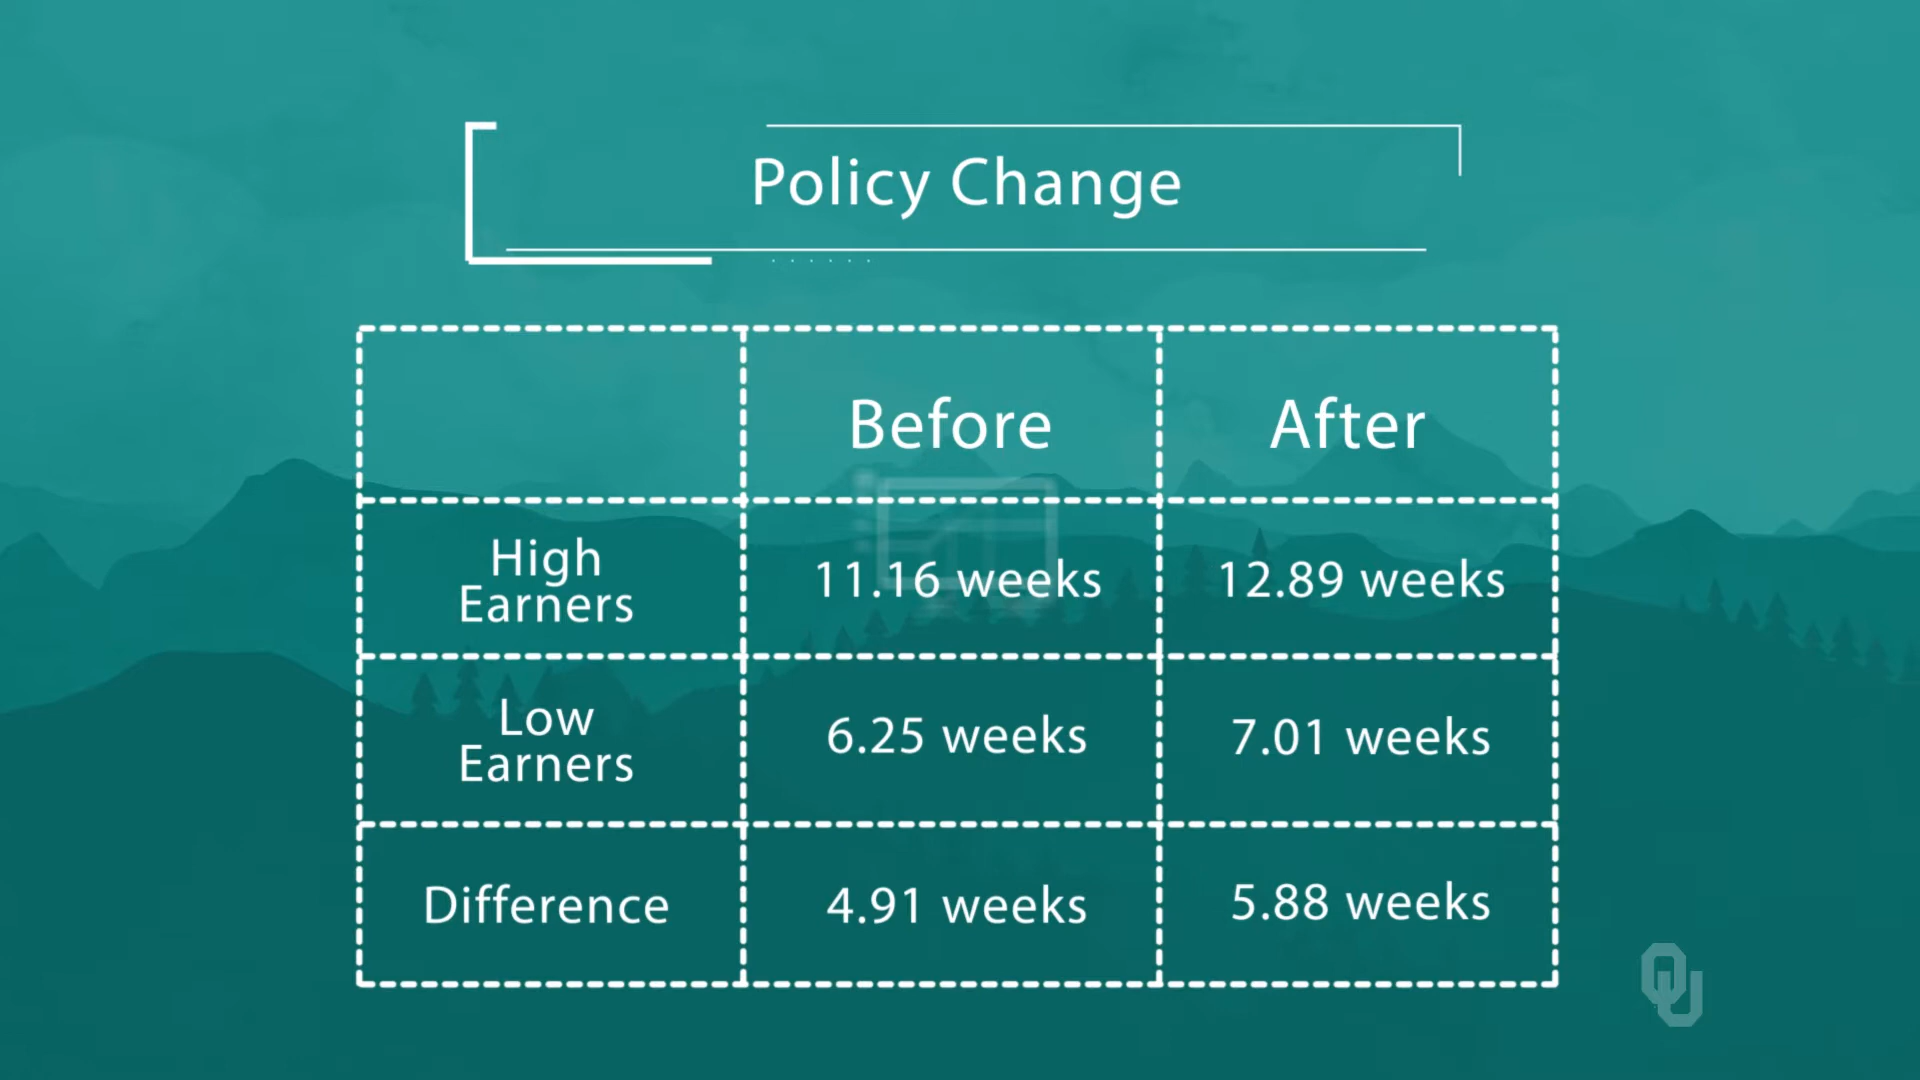 Policy Change
Before After
High
Earners
11.16 weeks 12.89 weeks
Low
Earners
6.25 weeks 7.01 weeks
Difference 4.91 weeks 5.88 weeks
OU